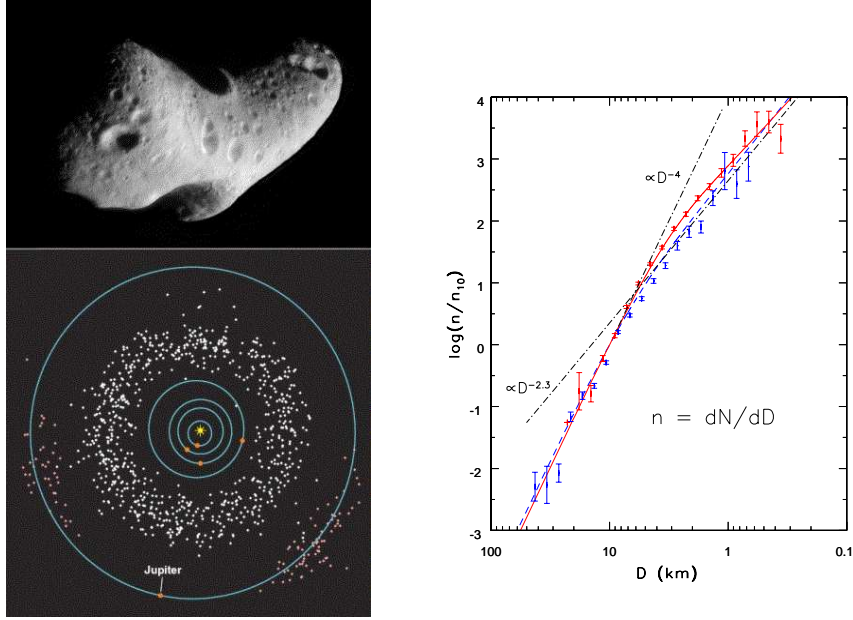 Jupiter
4
3
2
1
0
-1
-2
-3
log(n/n10)
∝D-4
∝D-2.3
n = dN/dD
100
10
1
0.1
D (km)